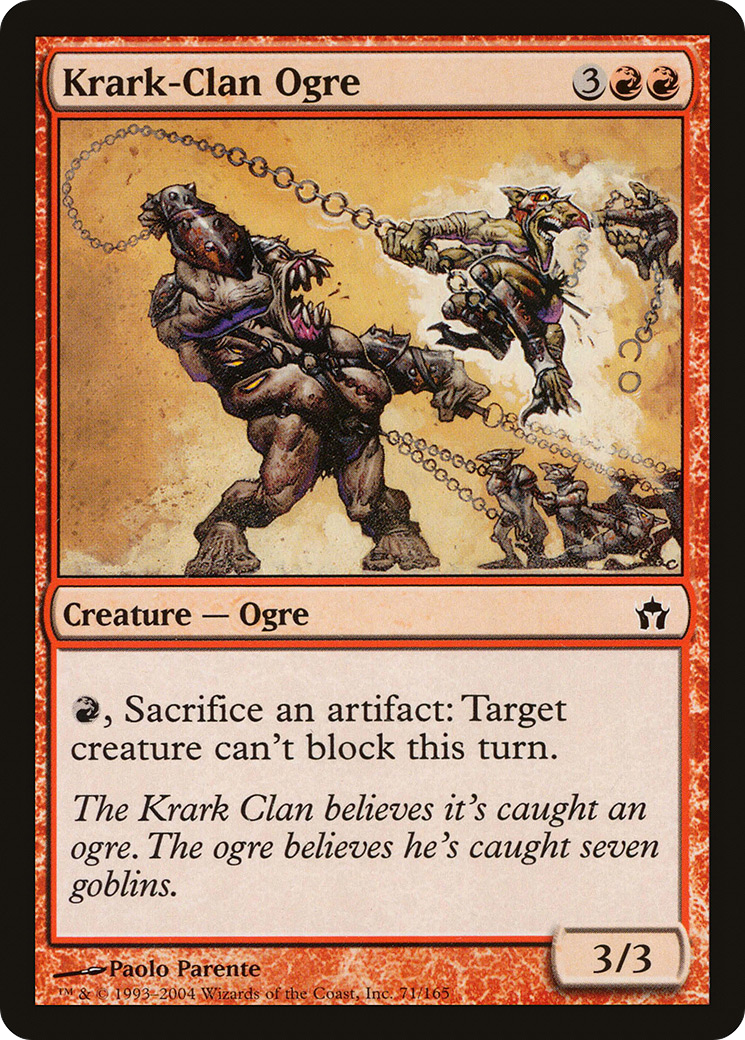 Krark-Clan Ogre 3
Creature — Ogre
, Sacrifice an artifact: Target
creature can't block this turn.
The Krark Clan believes it's caught an
ogre. The ogre believes he's caught seven
goblins.
3/3
Paolo Parente
™ & © 1993–2004 Wizards of the Coast, Inc. 71/165